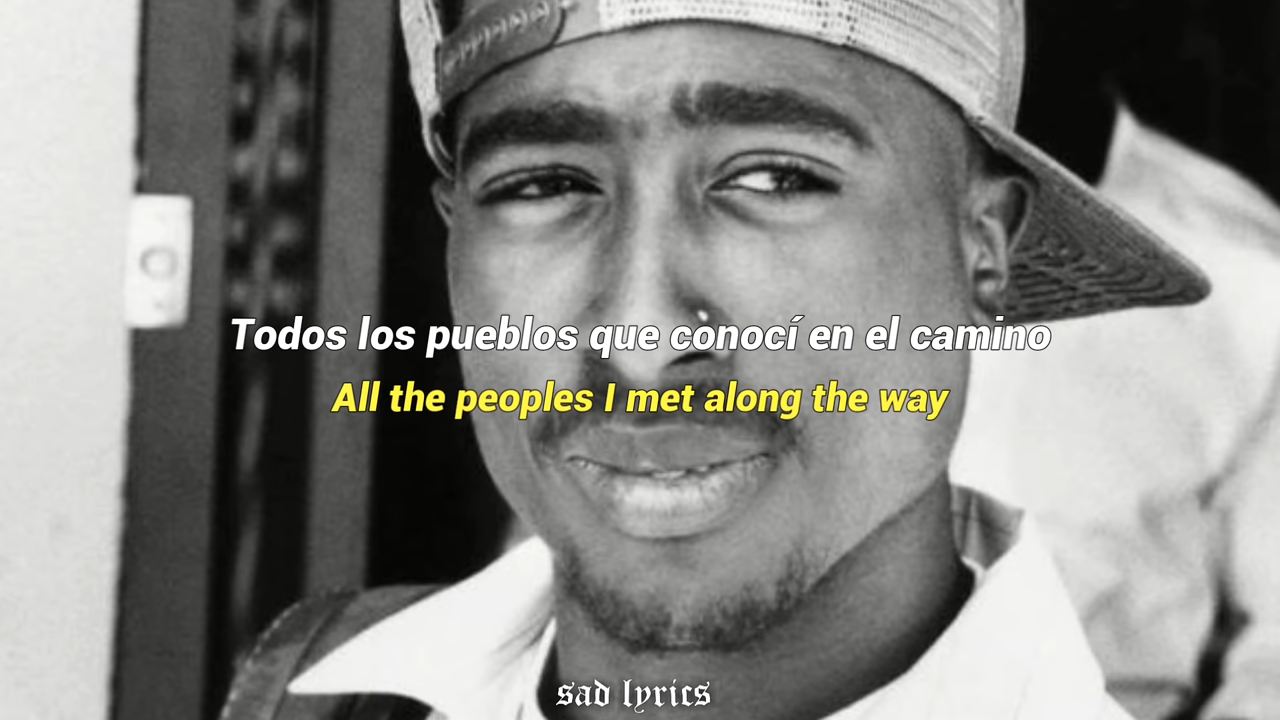 Todos los pueblos que conocí en el camino
All the peoples I met along the way
sad lyrics